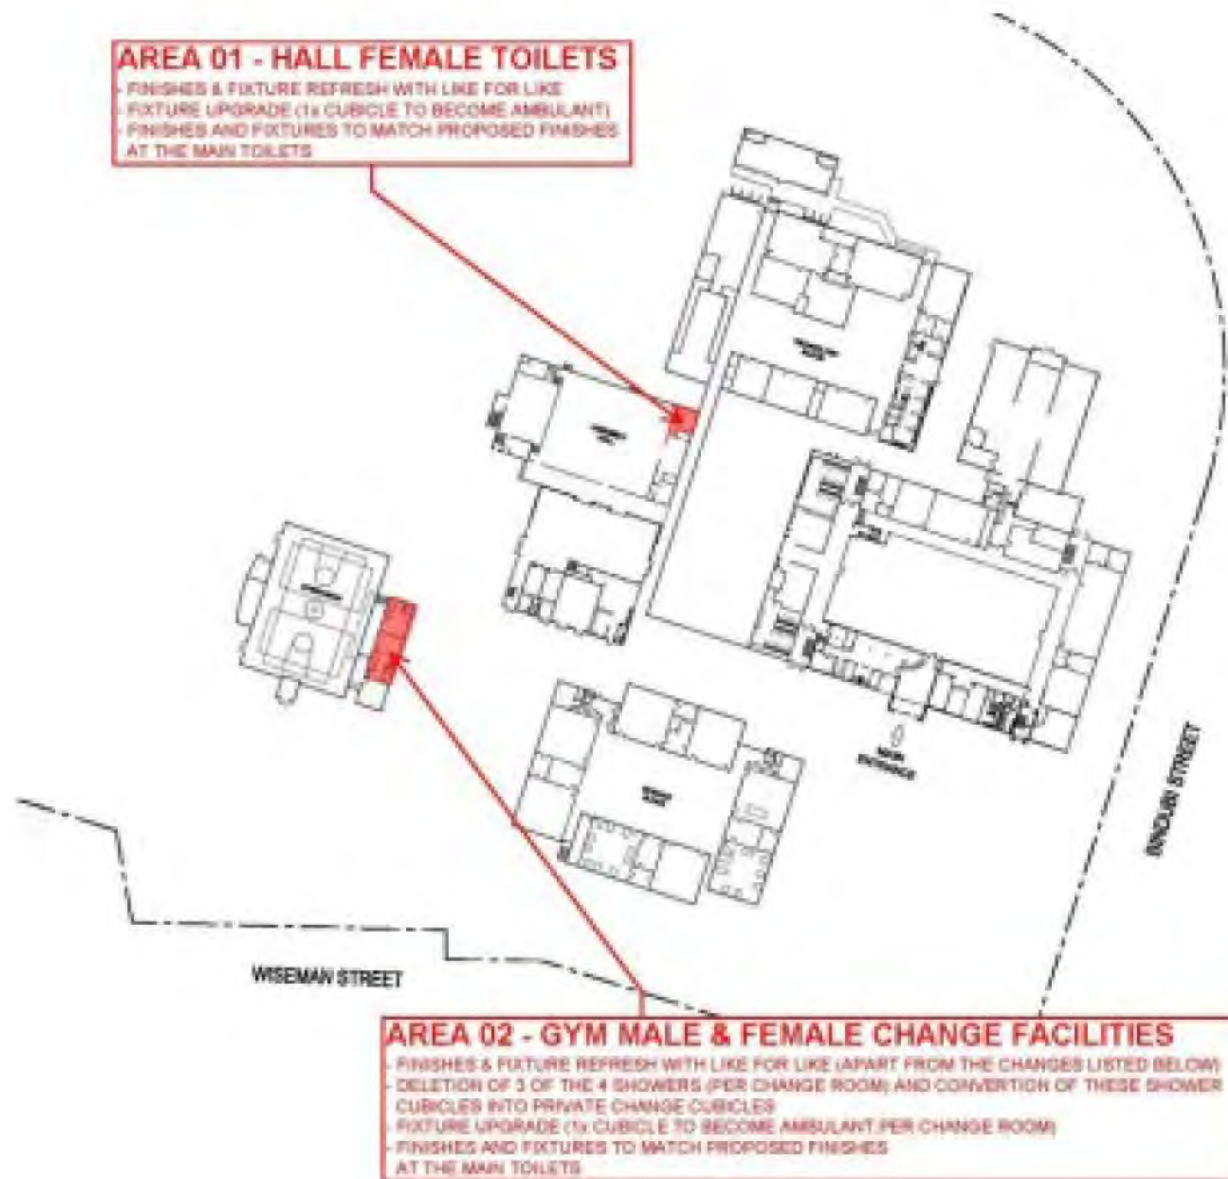 AREA 01 - HALL FEMALE TOILETS
- FINISHES & FIXTURE REFRESH WITH LIKE FOR LIKE
- FIXTURE UPGRADE (1x CUBICLE TO BECOME AMBULANT)
- FINISHES AND FIXTURES TO MATCH PROPOSED FINISHES
AT THE MAIN TOILETS
MAIN
ENTRANCE
BINDUBI STREET
WISEMAN STREET
AREA 02 - GYM MALE & FEMALE CHANGE FACILITIES
- FINISHES & FIXTURE REFRESH WITH LIKE FOR LIKE (APART FROM THE CHANGES LISTED BELOW)
- DELETION OF 3 OF THE 4 SHOWERS (PER CHANGE ROOM) AND CONVERTION OF THESE SHOWER
CUBICLES INTO PRIVATE CHANGE CUBICLES
- FIXTURE UPGRADE (1x CUBICLE TO BECOME AMBULANT PER CHANGE ROOM)
- FINISHES AND FIXTURES TO MATCH PROPOSED FINISHES
AT THE MAIN TOILETS